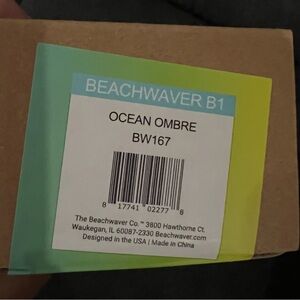 BEACHWAVER B1
OCEAN OMBRE
BW167
8 17741 02277 8
The Beachwaver Co.™ 3800 Hawthorne Ct.
Waukegan, IL 60087-2330 Beachwaver.com
Designed in the USA | Made in China